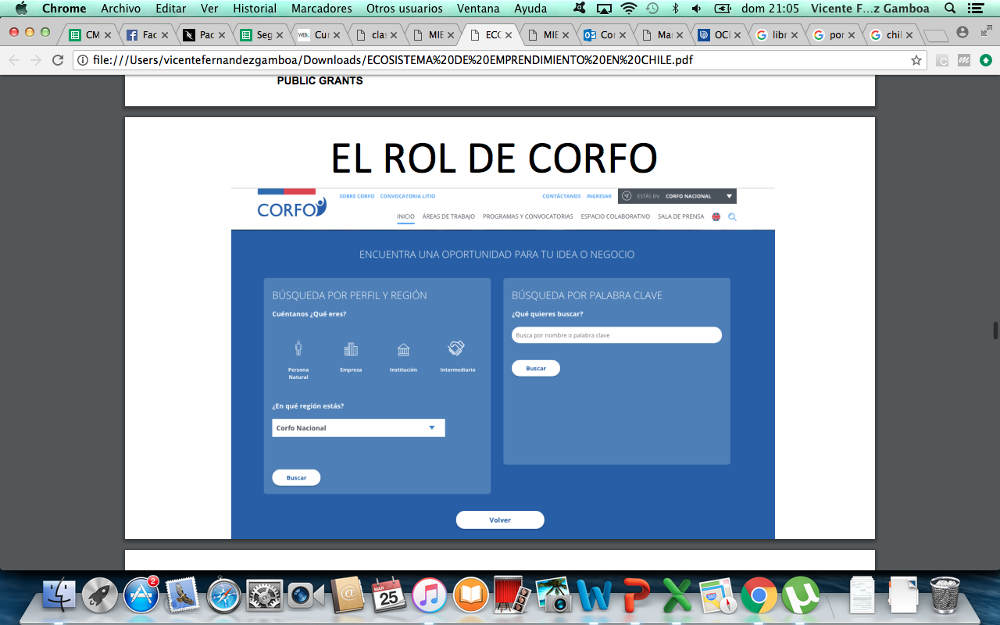 Chrome Archivo Editar Ver Historial Marcadores Otros usuarios Ventana Ayuda dom 21:05 Vicente F...z Gamboa
CM Fac Pac Seg WEB. Cur clas MIE ECO MIE Cor Mar OCI libr por chil
file:///Users/vicentefernandezgamboa/Downloads/ECOSISTEMA%20DE%20EMPRENDIMIENTO%20EN%20CHILE.pdf
PUBLIC GRANTS
EL ROL DE CORFO
CORFO
SOBRE CORFO CONVOCATORIA LITIO CONTÁCTANOS INGRESAR ESTÁS EN: CORFO NACIONAL
INICIO ÁREAS DE TRABAJO PROGRAMAS Y CONVOCATORIAS ESPACIO COLABORATIVO SALA DE PRENSA
ENCUENTRA UNA OPORTUNIDAD PARA TU IDEA O NEGOCIO
BÚSQUEDA POR PERFIL Y REGIÓN
Cuéntanos ¿Qué eres?
Persona Natural
Empresa
Institución
Intermediario
¿En qué región estás?
Corfo Nacional
Buscar
BÚSQUEDA POR PALABRA CLAVE
¿Qué quieres buscar?
Busca por nombre o palabra clave
Buscar
Volver
2
MAR
25